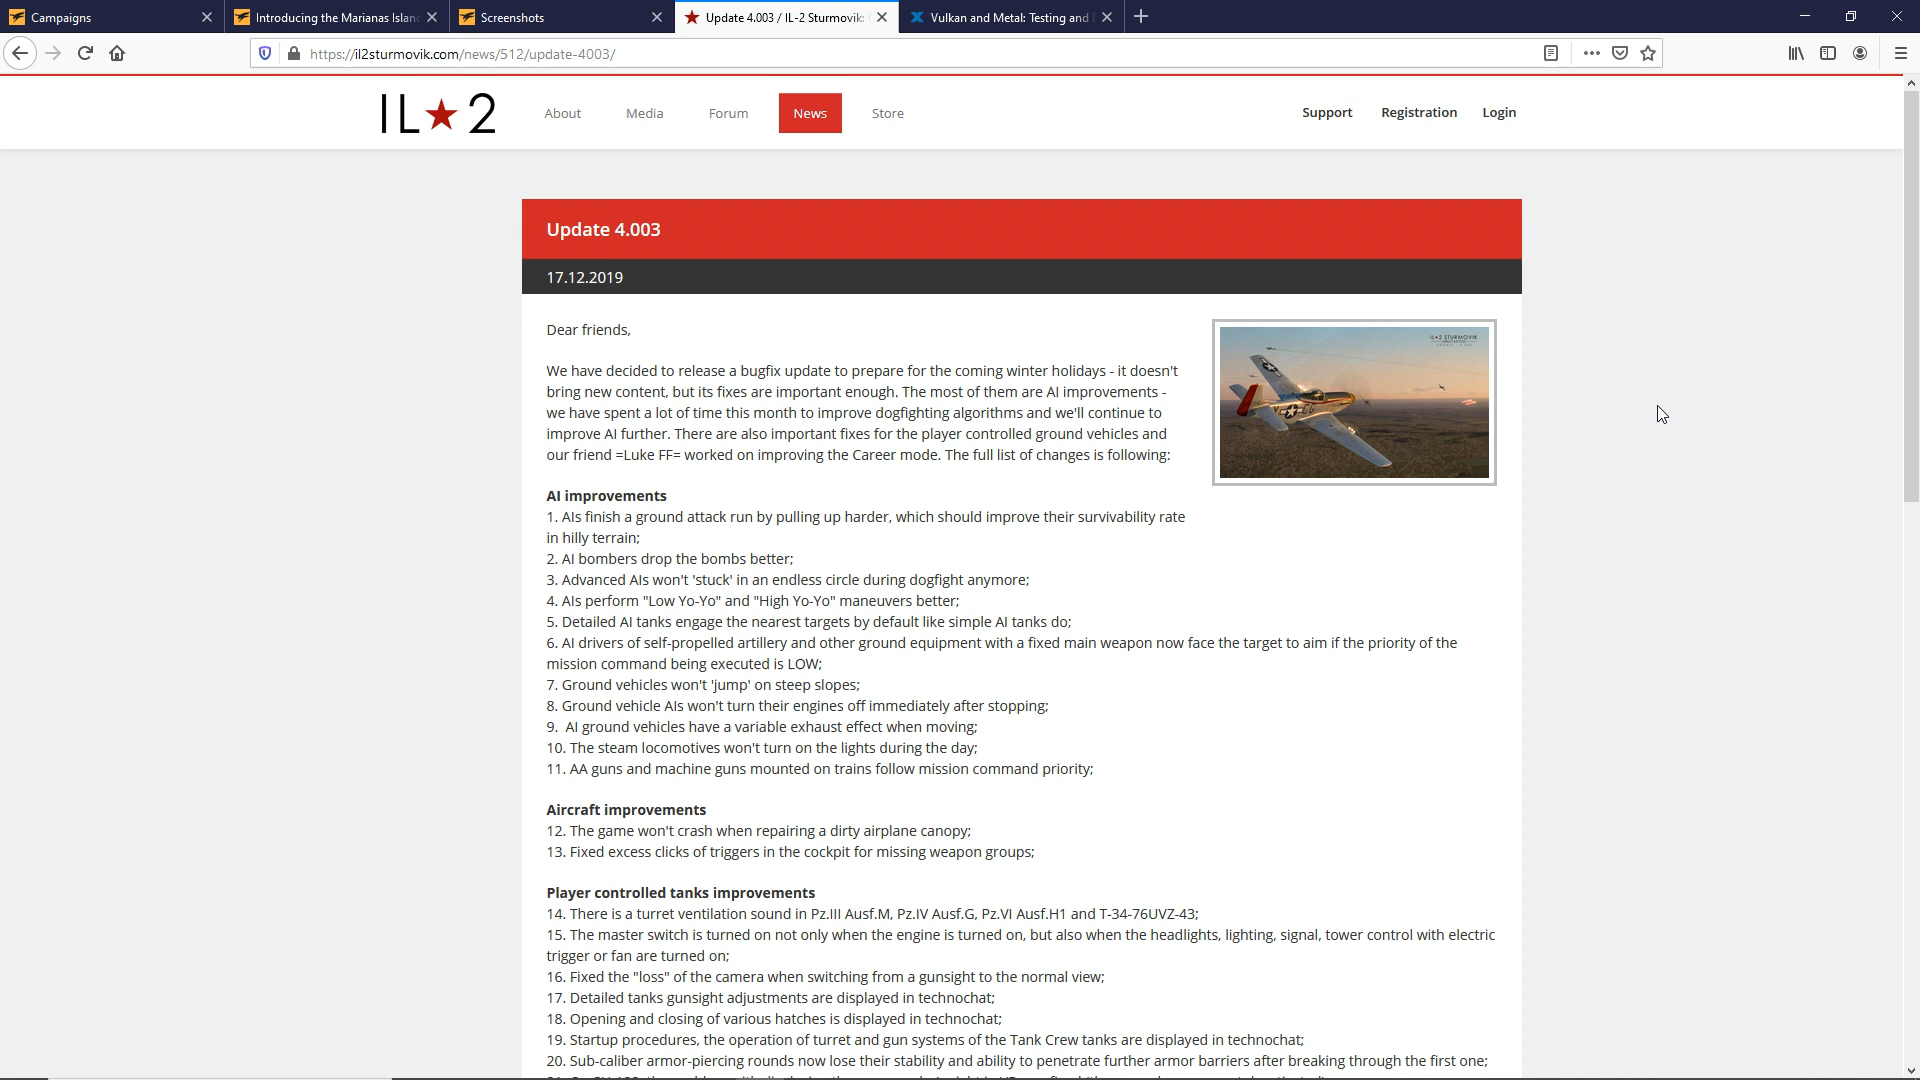 Campaigns
Introducing the Marianas Islan
Screenshots
Update 4.003 / IL-2 Sturmovik:
Vulkan and Metal: Testing and
https://il2sturmovik.com/news/512/update-4003/
IL★2
About
Media
Forum
News
Store
Support
Registration
Login
Update 4.003
17.12.2019
Dear friends,
We have decided to release a bugfix update to prepare for the coming winter holidays - it doesn't
bring new content, but its fixes are important enough. The most of them are AI improvements -
we have spent a lot of time this month to improve dogfighting algorithms and we'll continue to
improve AI further. There are also important fixes for the player controlled ground vehicles and
our friend =Luke FF= worked on improving the Career mode. The full list of changes is following:
IL★2 STURMOVIK
AI improvements
1. AIs finish a ground attack run by pulling up harder, which should improve their survivability rate
in hilly terrain;
2. AI bombers drop the bombs better;
3. Advanced AIs won't 'stuck' in an endless circle during dogfight anymore;
4. AIs perform "Low Yo-Yo" and "High Yo-Yo" maneuvers better;
5. Detailed AI tanks engage the nearest targets by default like simple AI tanks do;
6. AI drivers of self-propelled artillery and other ground equipment with a fixed main weapon now face the target to aim if the priority of the
mission command being executed is LOW;
7. Ground vehicles won't 'jump' on steep slopes;
8. Ground vehicle AIs won't turn their engines off immediately after stopping;
9.  AI ground vehicles have a variable exhaust effect when moving;
10. The steam locomotives won't turn on the lights during the day;
11. AA guns and machine guns mounted on trains follow mission command priority;
Aircraft improvements
12. The game won't crash when repairing a dirty airplane canopy;
13. Fixed excess clicks of triggers in the cockpit for missing weapon groups;
Player controlled tanks improvements
14. There is a turret ventilation sound in Pz.III Ausf.M, Pz.IV Ausf.G, Pz.VI Ausf.H1 and T-34-76UVZ-43;
15. The master switch is turned on not only when the engine is turned on, but also when the headlights, lighting, signal, tower control with electric
trigger or fan are turned on;
16. Fixed the "loss" of the camera when switching from a gunsight to the normal view;
17. Detailed tanks gunsight adjustments are displayed in technochat;
18. Opening and closing of various hatches is displayed in technochat;
19. Startup procedures, the operation of turret and gun systems of the Tank Crew tanks are displayed in technochat;
20. Sub-caliber armor-piercing rounds now lose their stability and ability to penetrate further armor barriers after breaking through the first one;